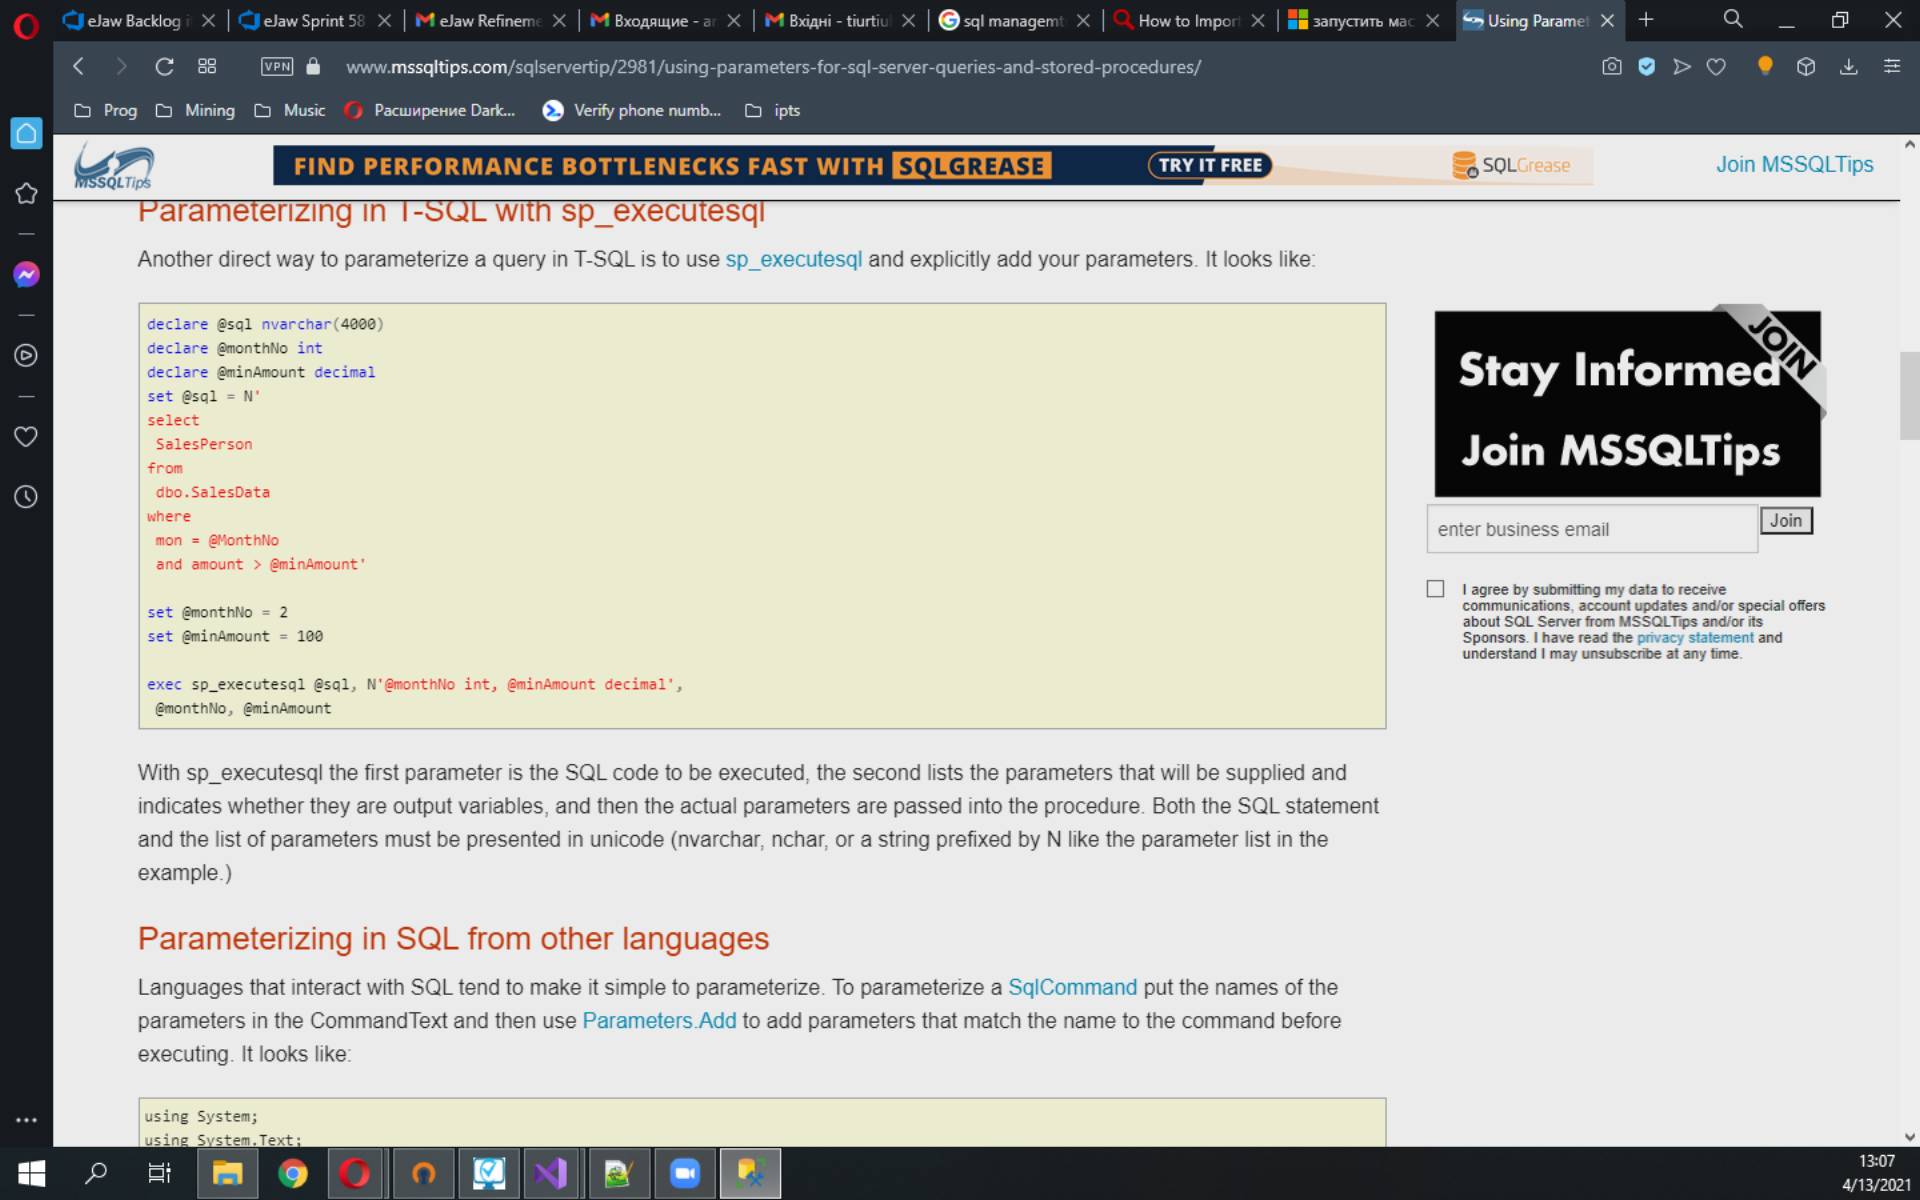 eJaw Backlog i
eJaw Sprint 58
eJaw Refineme
Входящие - ar
Вхідні - tiurtiul
sql managemt
How to Impor
запустить мас
Using Paramet
VPN
www.mssqltips.com/sqlservertip/2981/using-parameters-for-sql-server-queries-and-stored-procedures/
Prog
Mining
Music
Расширение Dark...
Verify phone numb...
ipts
MSSQLTips
FIND PERFORMANCE BOTTLENECKS FAST WITH SQLGREASE
TRY IT FREE
SQLGrease
Join MSSQLTips
Parameterizing in T-SQL with sp_executesql
Another direct way to parameterize a query in T-SQL is to use sp_executesql and explicitly add your parameters. It looks like:
declare @sql nvarchar(4000)
declare @monthNo int
declare @minAmount decimal
set @sql = N'
select
SalesPerson
from
dbo.SalesData
where
mon = @MonthNo
and amount > @minAmount'
set @monthNo = 2
set @minAmount = 100
exec sp_executesql @sql, N'@monthNo int, @minAmount decimal',
@monthNo, @minAmount
JOIN
Stay Informed
Join MSSQLTips
enter business email
Join
I agree by submitting my data to receive
communications, account updates and/or special offers
about SQL Server from MSSQLTips and/or its
Sponsors. I have read the privacy statement and
understand I may unsubscribe at any time.
With sp_executesql the first parameter is the SQL code to be executed, the second lists the parameters that will be supplied and
indicates whether they are output variables, and then the actual parameters are passed into the procedure. Both the SQL statement
and the list of parameters must be presented in unicode (nvarchar, nchar, or a string prefixed by N like the parameter list in the
example.)
Parameterizing in SQL from other languages
Languages that interact with SQL tend to make it simple to parameterize. To parameterize a SqlCommand put the names of the
parameters in the CommandText and then use Parameters.Add to add parameters that match the name to the command before
executing. It looks like:
using System;
using System.Text;
13:07
4/13/2021